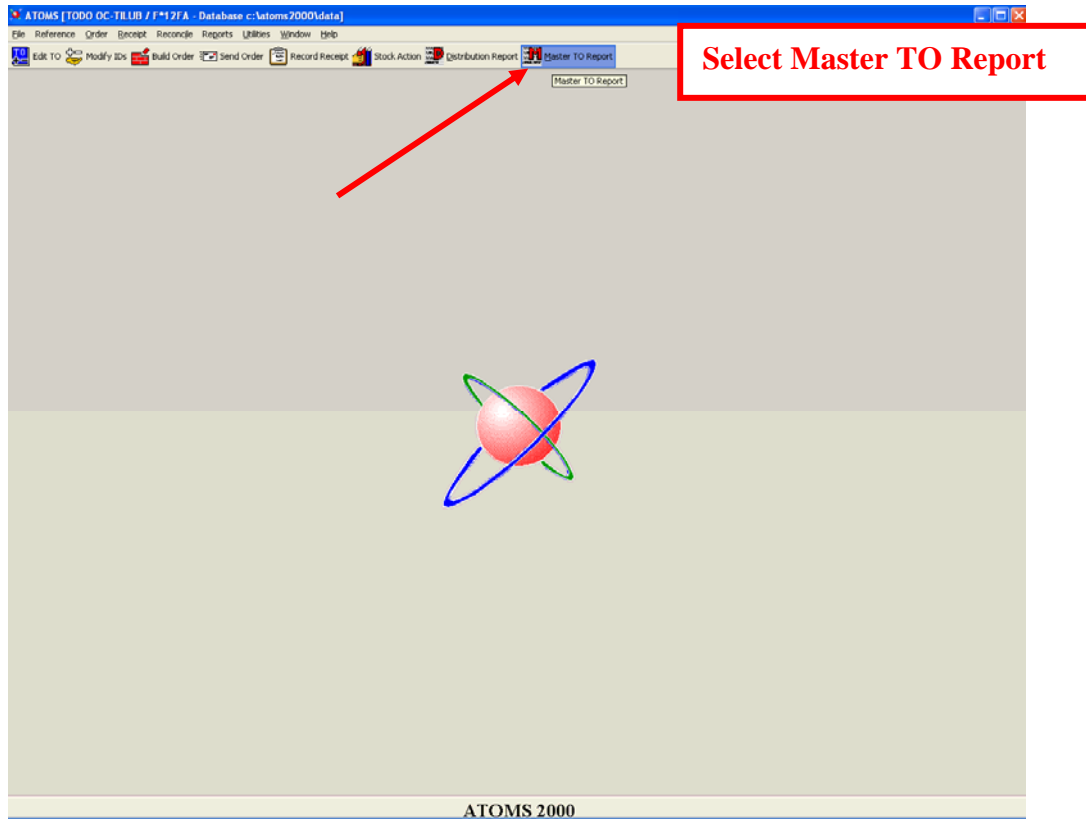 ATOMS [TODO OC-TILUB / F*12FA - Database c:\atoms2000\data]
File Reference Order Receipt Reconcile Reports Utilities Window Help
TO Edit TO Modify IDs Build Order Send Order Record Receipt Stock Action Distribution Report Master TO Report
Select Master TO Report
Master TO Report
ATOMS 2000